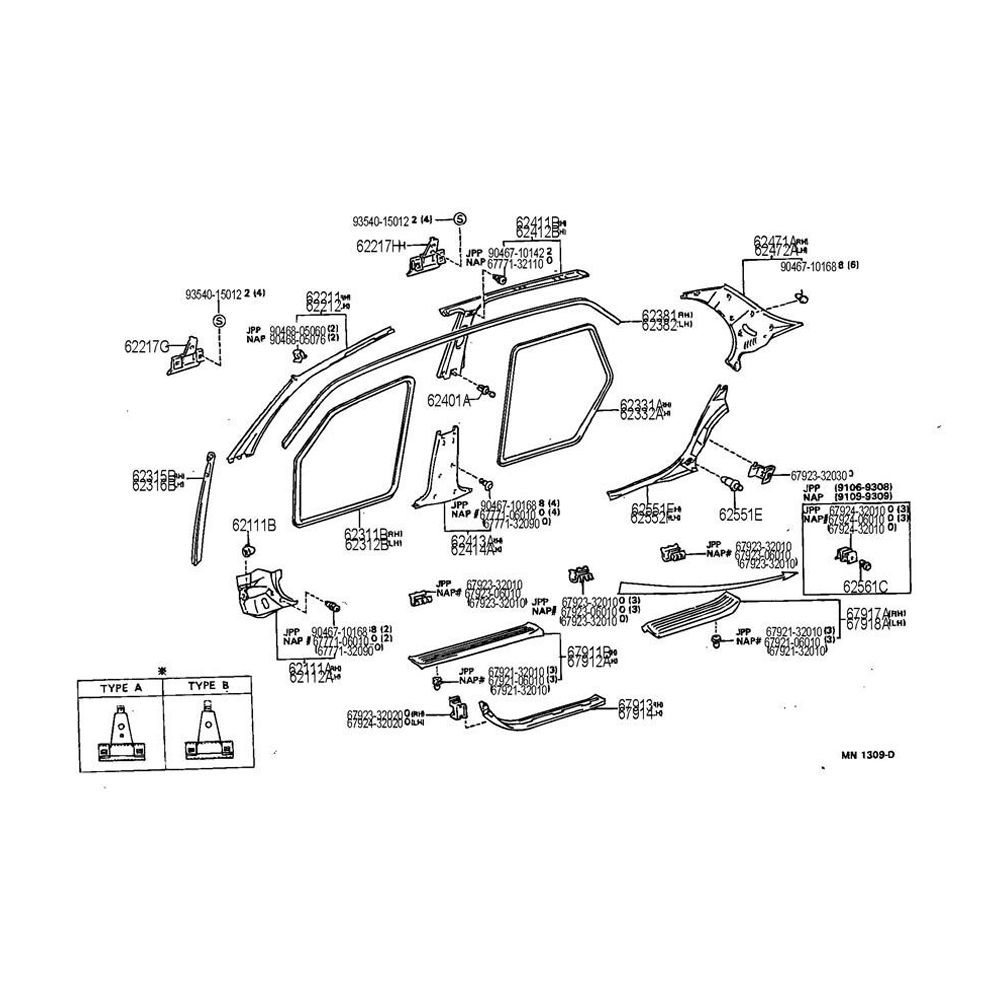 93540-15012 2 (4)
S
62217H
62411B(RH)
62412B(LH)
JPP 90467-10142 2
NAP 67771-32110 0
62471A(RH)
62472A(LH)
90467-10168 8 (6)
93540-15012 2 (4)
S
62217G
62211(RH)
62212(LH)
JPP 90468-05060 (2)
NAP 90468-05076 (2)
62381(RH)
62382(LH)
62401A
62331A(RH)
62332A(LH)
62315B(RH)
62316B(LH)
62111B
62311B(RH)
62312B(LH)
JPP 90467-10168 8 (4)
NAP# 67771-06010 0 (4)
(67771-32090 0)
62413A(RH)
62414A(LH)
62551E(RH)
62552(LH)
62551E
67923-32030
JPP (9106-9308)
NAP (9109-9309)
JPP 67924-32010 0 (3)
NAP# 67924-06010 0 (3)
(67924-32010 0)
62561C
JPP 67923-32010
NAP# 67923-06010
(67923-32010)
JPP 67923-32010
NAP# 67923-06010
(67923-32010)
JPP 67923-32010 0 (3)
NAP# 67923-06010 0 (3)
(67923-32010 0)
67917A(RH)
67918A(LH)
JPP 67921-32010 (3)
NAP# 67921-06010 (3)
(67921-32010)
JPP 90467-10168 8 (2)
NAP # 67771-06010 0 (2)
(67771-32090 0)
62111A(RH)
62112A(LH)
67911B(RH)
67912A(LH)
JPP 67921-32010 (3)
NAP# 67921-06010 (3)
(67921-32010)
67923-32020 0 (RH)
67924-32020 0 (LH)
67913(RH)
67914(LH)
※
TYPE A
TYPE B
MN 1309-D